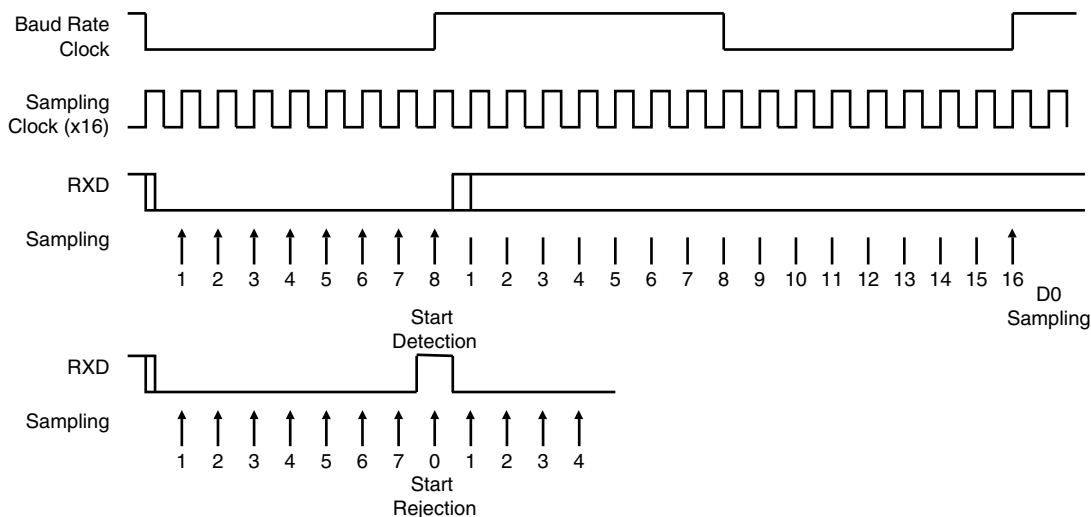 Baud Rate
Clock
Sampling
Clock (x16)
RXD
Sampling
1 2 3 4 5 6 7 8 1 2 3 4 5 6 7 8 9 10 11 12 13 14 15 16
D0
Sampling
Start
Detection
RXD
Sampling
1 2 3 4 5 6 7 0 1 2 3 4
Start
Rejection